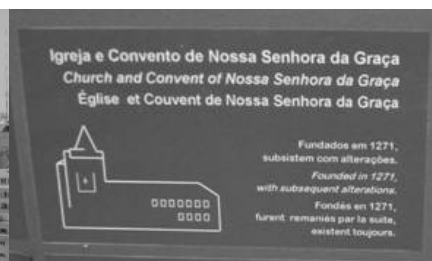 Igreja e Convento de Nossa Senhora da Graça
Church and Convent of Nossa Senhora da Graça
Église et Couvent de Nossa Senhora da Graça
Fundados em 1271,
subsistem com alterações.
Founded in 1271,
with subsequent alterations.
Fondés en 1271,
furent remaniés par la suite,
existent toujours.